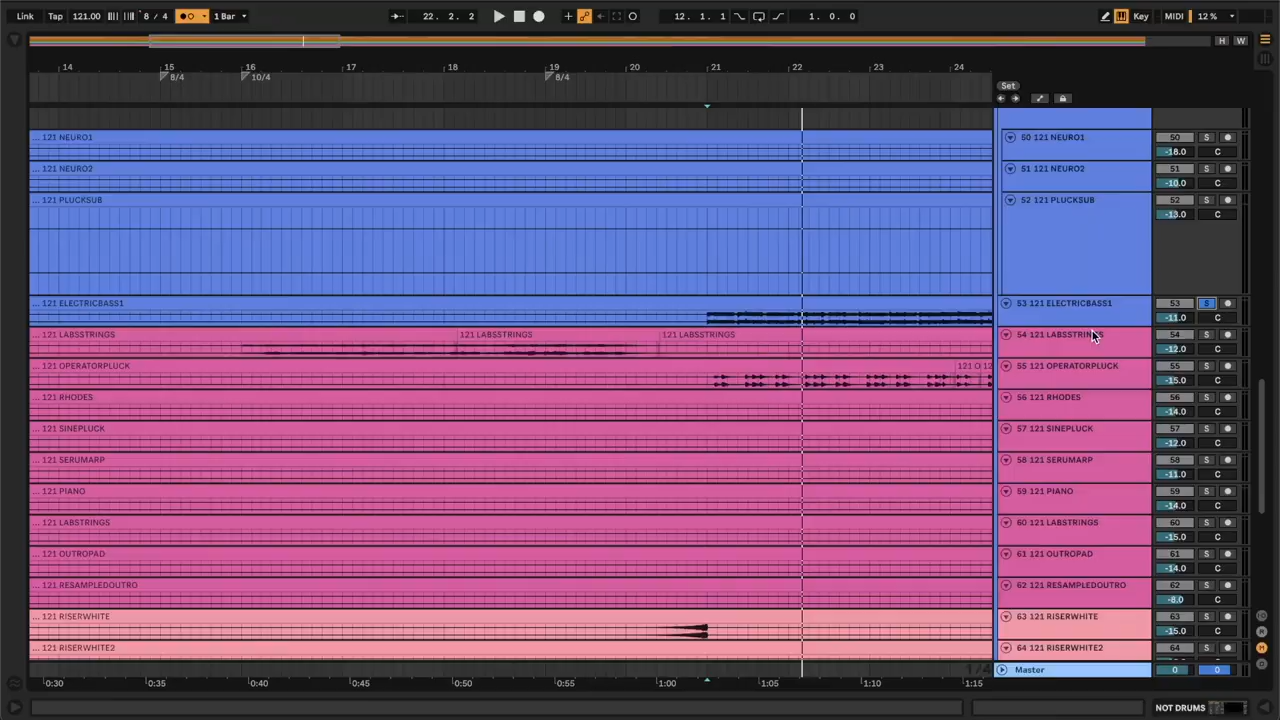 Link Tap 121.00 8 / 4 1 Bar 22. 2. 2 12. 1. 1 1. 0. 0 Key MIDI 12 %
H W
14 15 16 17 18 19 20 21 22 23 24
8/4 10/4 8/4
Set
... 121 NEURO1 50 121 NEURO1 50 S
-18.0 C
... 121 NEURO2 51 121 NEURO2 51 S
-10.0 C
... 121 PLUCKSUB 52 121 PLUCKSUB 52 S
-13.0 C
... 121 ELECTRICBASS1 53 121 ELECTRICBASS1 53 S
-11.0 C
... 121 LABSSTRINGS 121 LABSSTRINGS 121 LABSSTRINGS 54 121 LABSSTRINGS 54 S
-12.0 C
... 121 OPERATORPLUCK 121 O 12 55 121 OPERATORPLUCK 55 S
-15.0 C
... 121 RHODES 56 121 RHODES 56 S
-14.0 C
... 121 SINEPLUCK 57 121 SINEPLUCK 57 S
-12.0 C
... 121 SERUMARP 58 121 SERUMARP 58 S
-11.0 C
... 121 PIANO 59 121 PIANO 59 S
-14.0 C
... 121 LABSTRINGS 60 121 LABSTRINGS 60 S
-15.0 C
... 121 OUTROPAD 61 121 OUTROPAD 61 S
-14.0 C
... 121 RESAMPLEDOUTRO 62 121 RESAMPLEDOUTRO 62 S
-8.0 C
... 121 RISERWHITE 63 121 RISERWHITE 63 S
-15.0 C
... 121 RISERWHITE2 64 121 RISERWHITE2 64 S
1/4 Master 0 0
0:30 0:35 0:40 0:45 0:50 0:55 1:00 1:05 1:10 1:15
NOT DRUMS